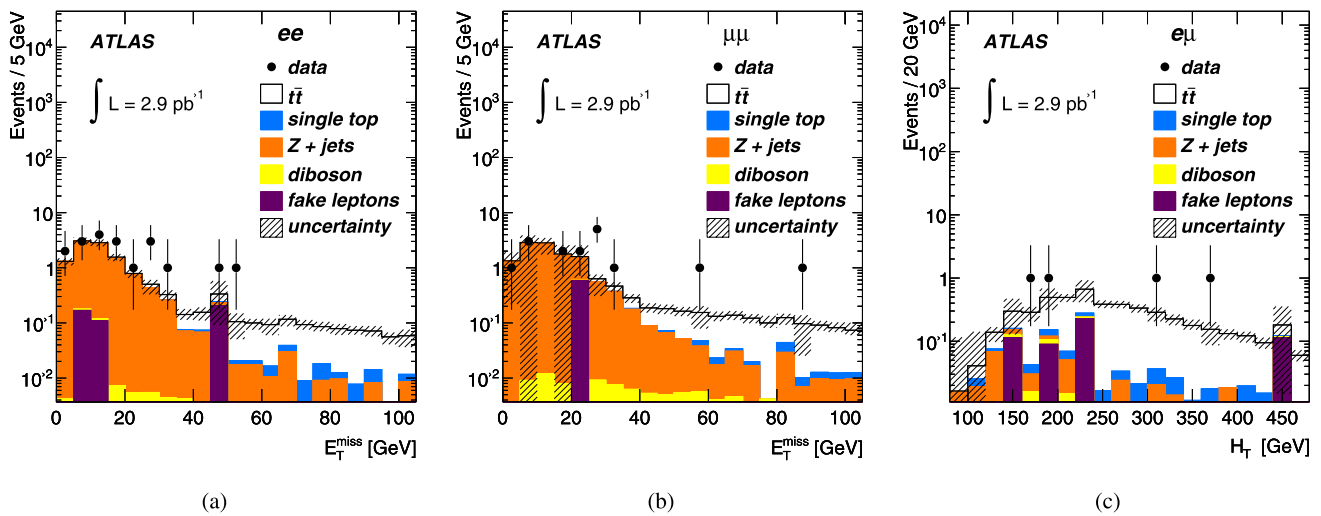 Events / 5 GeV
10⁴
10³
10²
10
1
10⁻¹
10⁻²
ATLAS
ee
∫ L = 2.9 pb⁻¹
data
tt̄
single top
Z + jets
diboson
fake leptons
uncertainty
0 20 40 60 80 100
E_T^miss [GeV]
(a)
Events / 5 GeV
10⁴
10³
10²
10
1
10⁻¹
10⁻²
ATLAS
μμ
∫ L = 2.9 pb⁻¹
data
tt̄
single top
Z + jets
diboson
fake leptons
uncertainty
0 20 40 60 80 100
E_T^miss [GeV]
(b)
Events / 20 GeV
10⁴
10³
10²
10
1
10⁻¹
ATLAS
eμ
∫ L = 2.9 pb⁻¹
data
tt̄
single top
Z + jets
diboson
fake leptons
uncertainty
100 150 200 250 300 350 400 450
H_T [GeV]
(c)